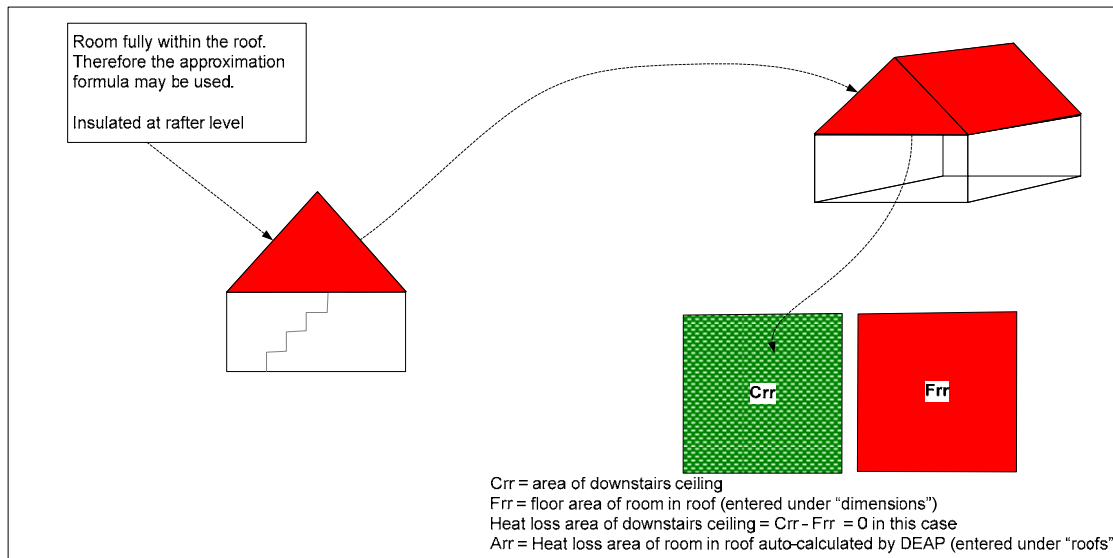 Room fully within the roof.
Therefore the approximation
formula may be used.
Insulated at rafter level
Crr
Frr
Crr = area of downstairs ceiling
Frr = floor area of room in roof (entered under “dimensions”)
Heat loss area of downstairs ceiling = Crr - Frr = 0 in this case
Arr = Heat loss area of room in roof auto-calculated by DEAP (entered under “roofs”